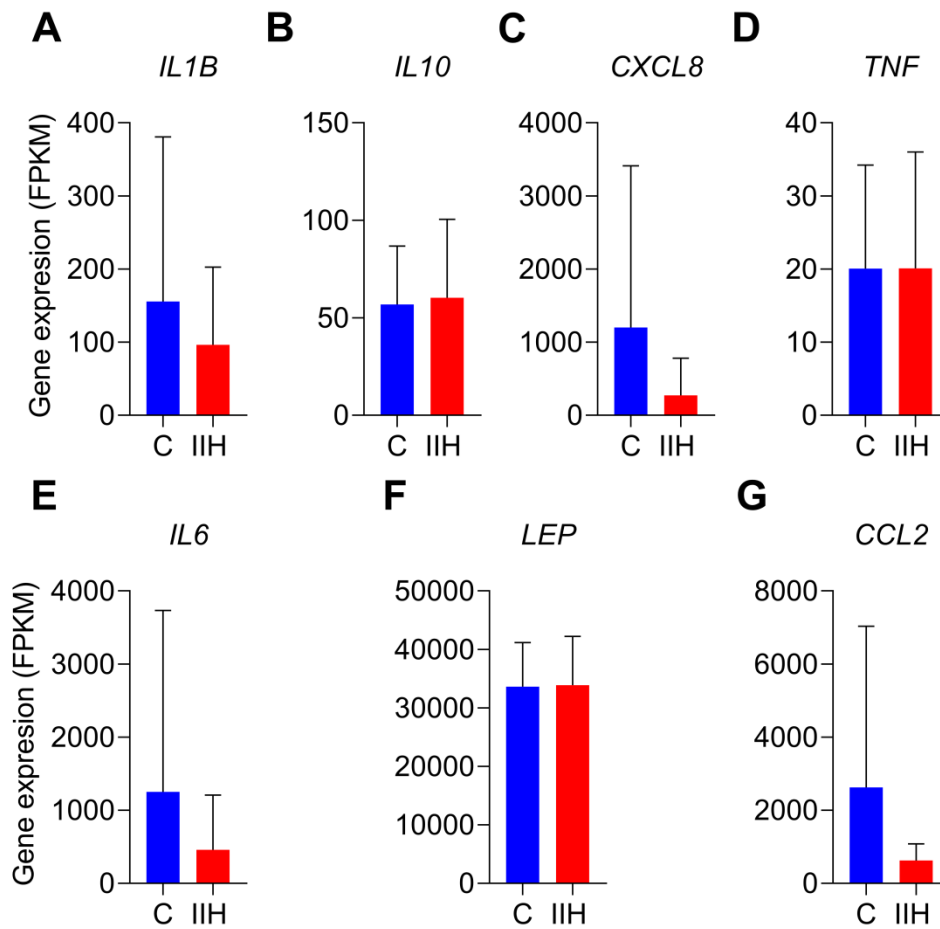 A
IL1B
Gene expresion (FPKM)
400
300
200
100
0
C IIH
B
IL10
150
100
50
0
C IIH
C
CXCL8
4000
3000
2000
1000
0
C IIH
D
TNF
40
30
20
10
0
C IIH
E
IL6
Gene expresion (FPKM)
4000
3000
2000
1000
0
C IIH
F
LEP
50000
40000
30000
20000
10000
0
C IIH
G
CCL2
8000
6000
4000
2000
0
C IIH